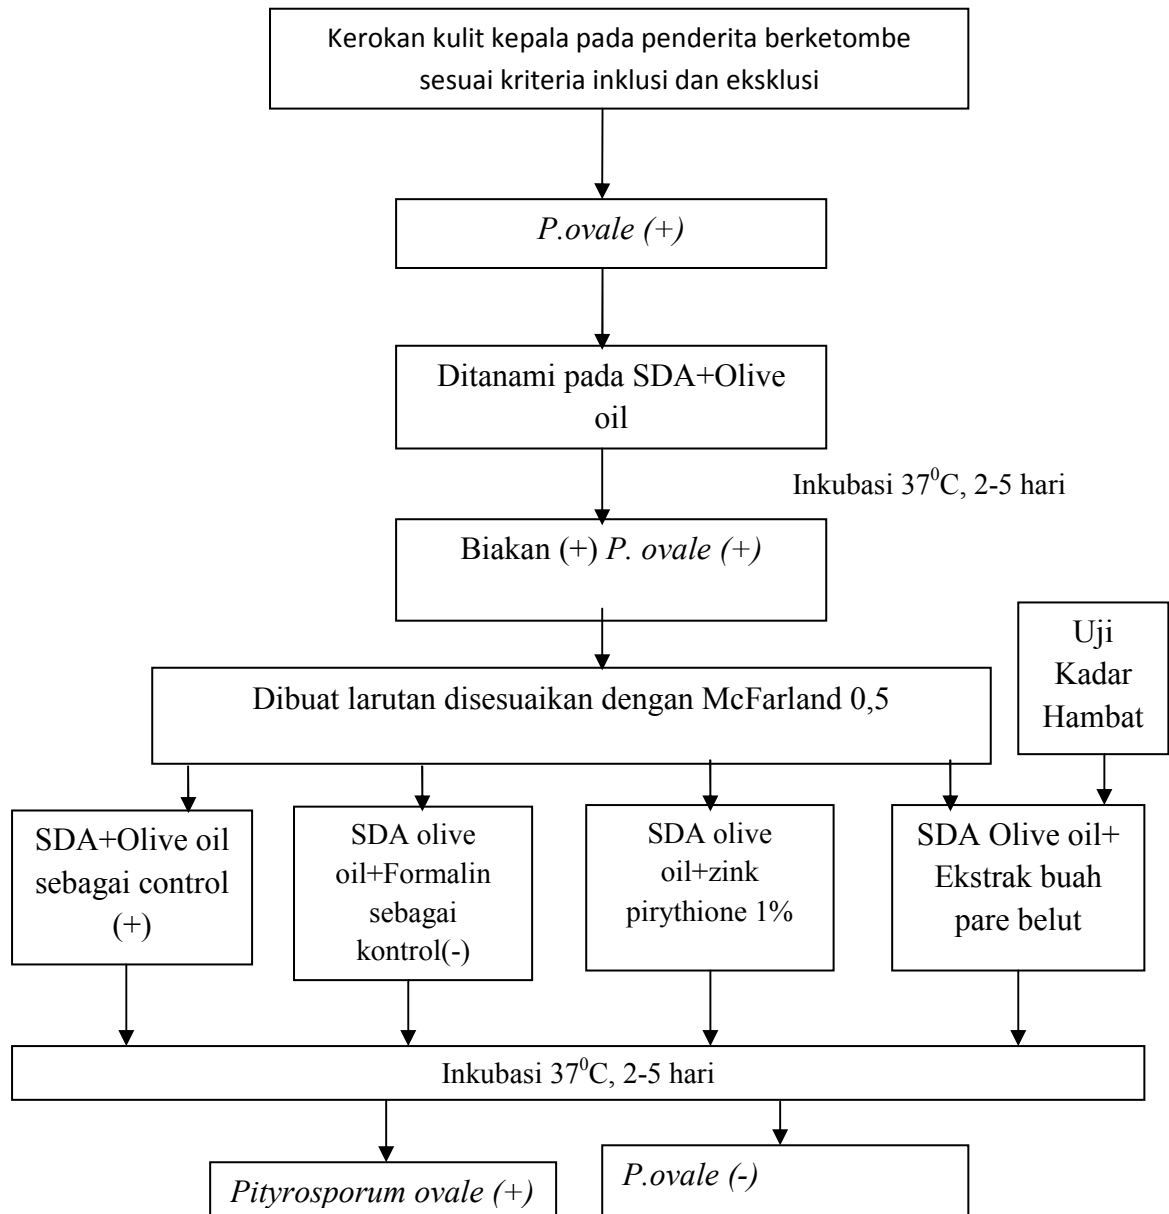 Kerokan kulit kepala pada penderita berketombe
sesuai kriteria inklusi dan eksklusi
P.ovale (+)
Ditanami pada SDA+Olive
oil
Inkubasi 37⁰C, 2-5 hari
Biakan (+) P. ovale (+)
Uji
Kadar
Hambat
Dibuat larutan disesuaikan dengan McFarland 0,5
SDA+Olive oil
sebagai control
(+)
SDA olive
oil+Formalin
sebagai
kontrol(-)
SDA olive
oil+zink
pirythione 1%
SDA Olive oil+
Ekstrak buah
pare belut
Inkubasi 37⁰C, 2-5 hari
Pityrosporum ovale (+)
P.ovale (-)